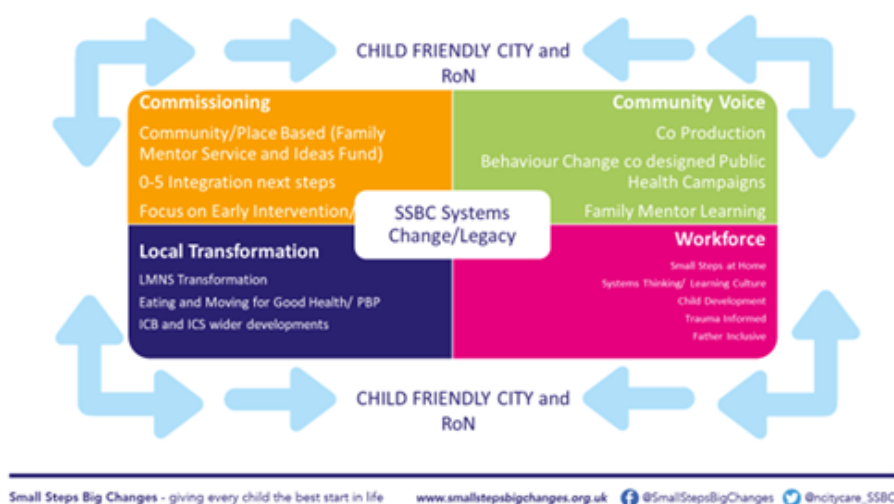 CHILD FRIENDLY CITY and
RoN
Commissioning
Community/Place Based (Family
Mentor Service and Ideas Fund)
0-5 Integration next steps
Focus on Early Intervention/
Community Voice
Co Production
Behaviour Change co designed Public
Health Campaigns
Family Mentor Learning
SSBC Systems
Change/Legacy
Local Transformation
LMNS Transformation
Eating and Moving for Good Health/ PBP
ICB and ICS wider developments
Workforce
Small Steps at Home
Systems Thinking/ Learning Culture
Child Development
Trauma Informed
Father Inclusive
CHILD FRIENDLY CITY and
RoN
Small Steps Big Changes - giving every child the best start in life
www.smallstepsbigchanges.org.uk
@SmallStepsBigChanges
@ncitycare_SSBC